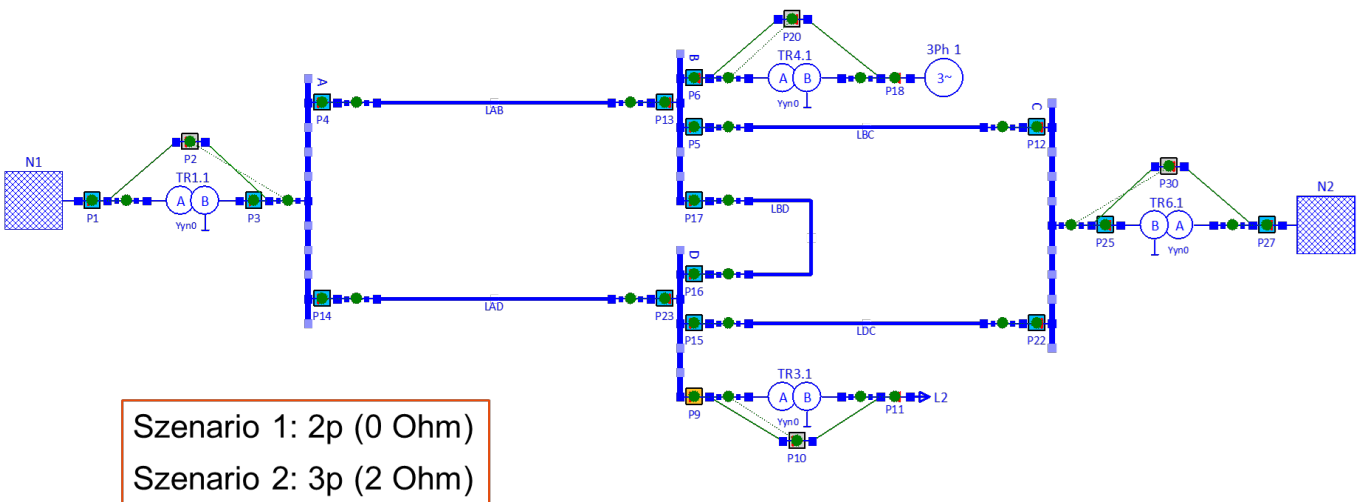 P20
TR4.1
3Ph 1
A B
3~
B
P6
Yyn0
P18
A
P4
LAB
P13
P5
LBC
C
P12
P2
N1
TR1.1
A B
P1
P3
Yyn0
P30
TR6.1
N2
B A
P25
Yyn0
P27
P17
LBD
D
P16
P14
LAD
P23
P15
LDC
P22
TR3.1
A B
P9
Yyn0
P11
L2
P10
Szenario 1: 2p (0 Ohm)
Szenario 2: 3p (2 Ohm)